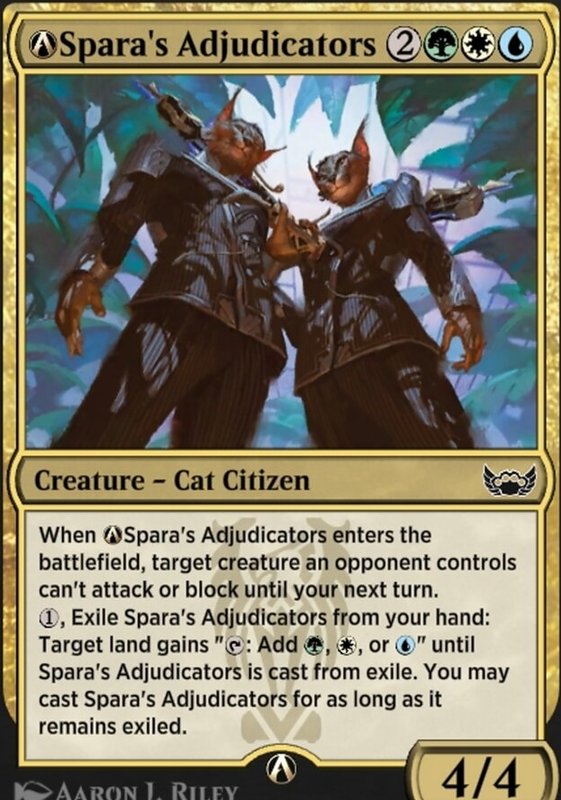 Spara's Adjudicators 2
Creature – Cat Citizen
When Spara's Adjudicators enters the
battlefield, target creature an opponent controls
can't attack or block until your next turn.
1, Exile Spara's Adjudicators from your hand:
Target land gains ": Add , , or " until
Spara's Adjudicators is cast from exile. You may
cast Spara's Adjudicators for as long as it
remains exiled.
4/4
Aaron J. Riley